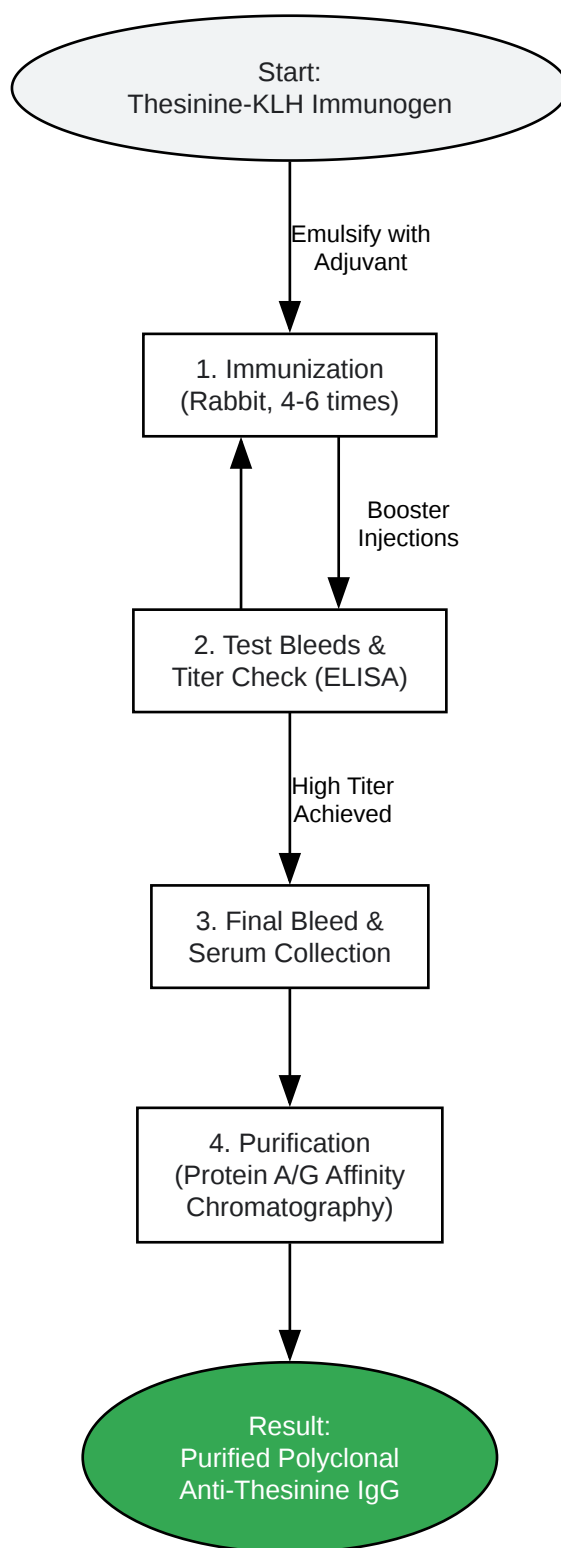 Start:
Thesinine-KLH Immunogen
Emulsify with
Adjuvant
1. Immunization
(Rabbit, 4-6 times)
Booster
Injections
2. Test Bleeds &
Titer Check (ELISA)
High Titer
Achieved
3. Final Bleed &
Serum Collection
4. Purification
(Protein A/G Affinity
Chromatography)
Result:
Purified Polyclonal
Anti-Thesinine IgG